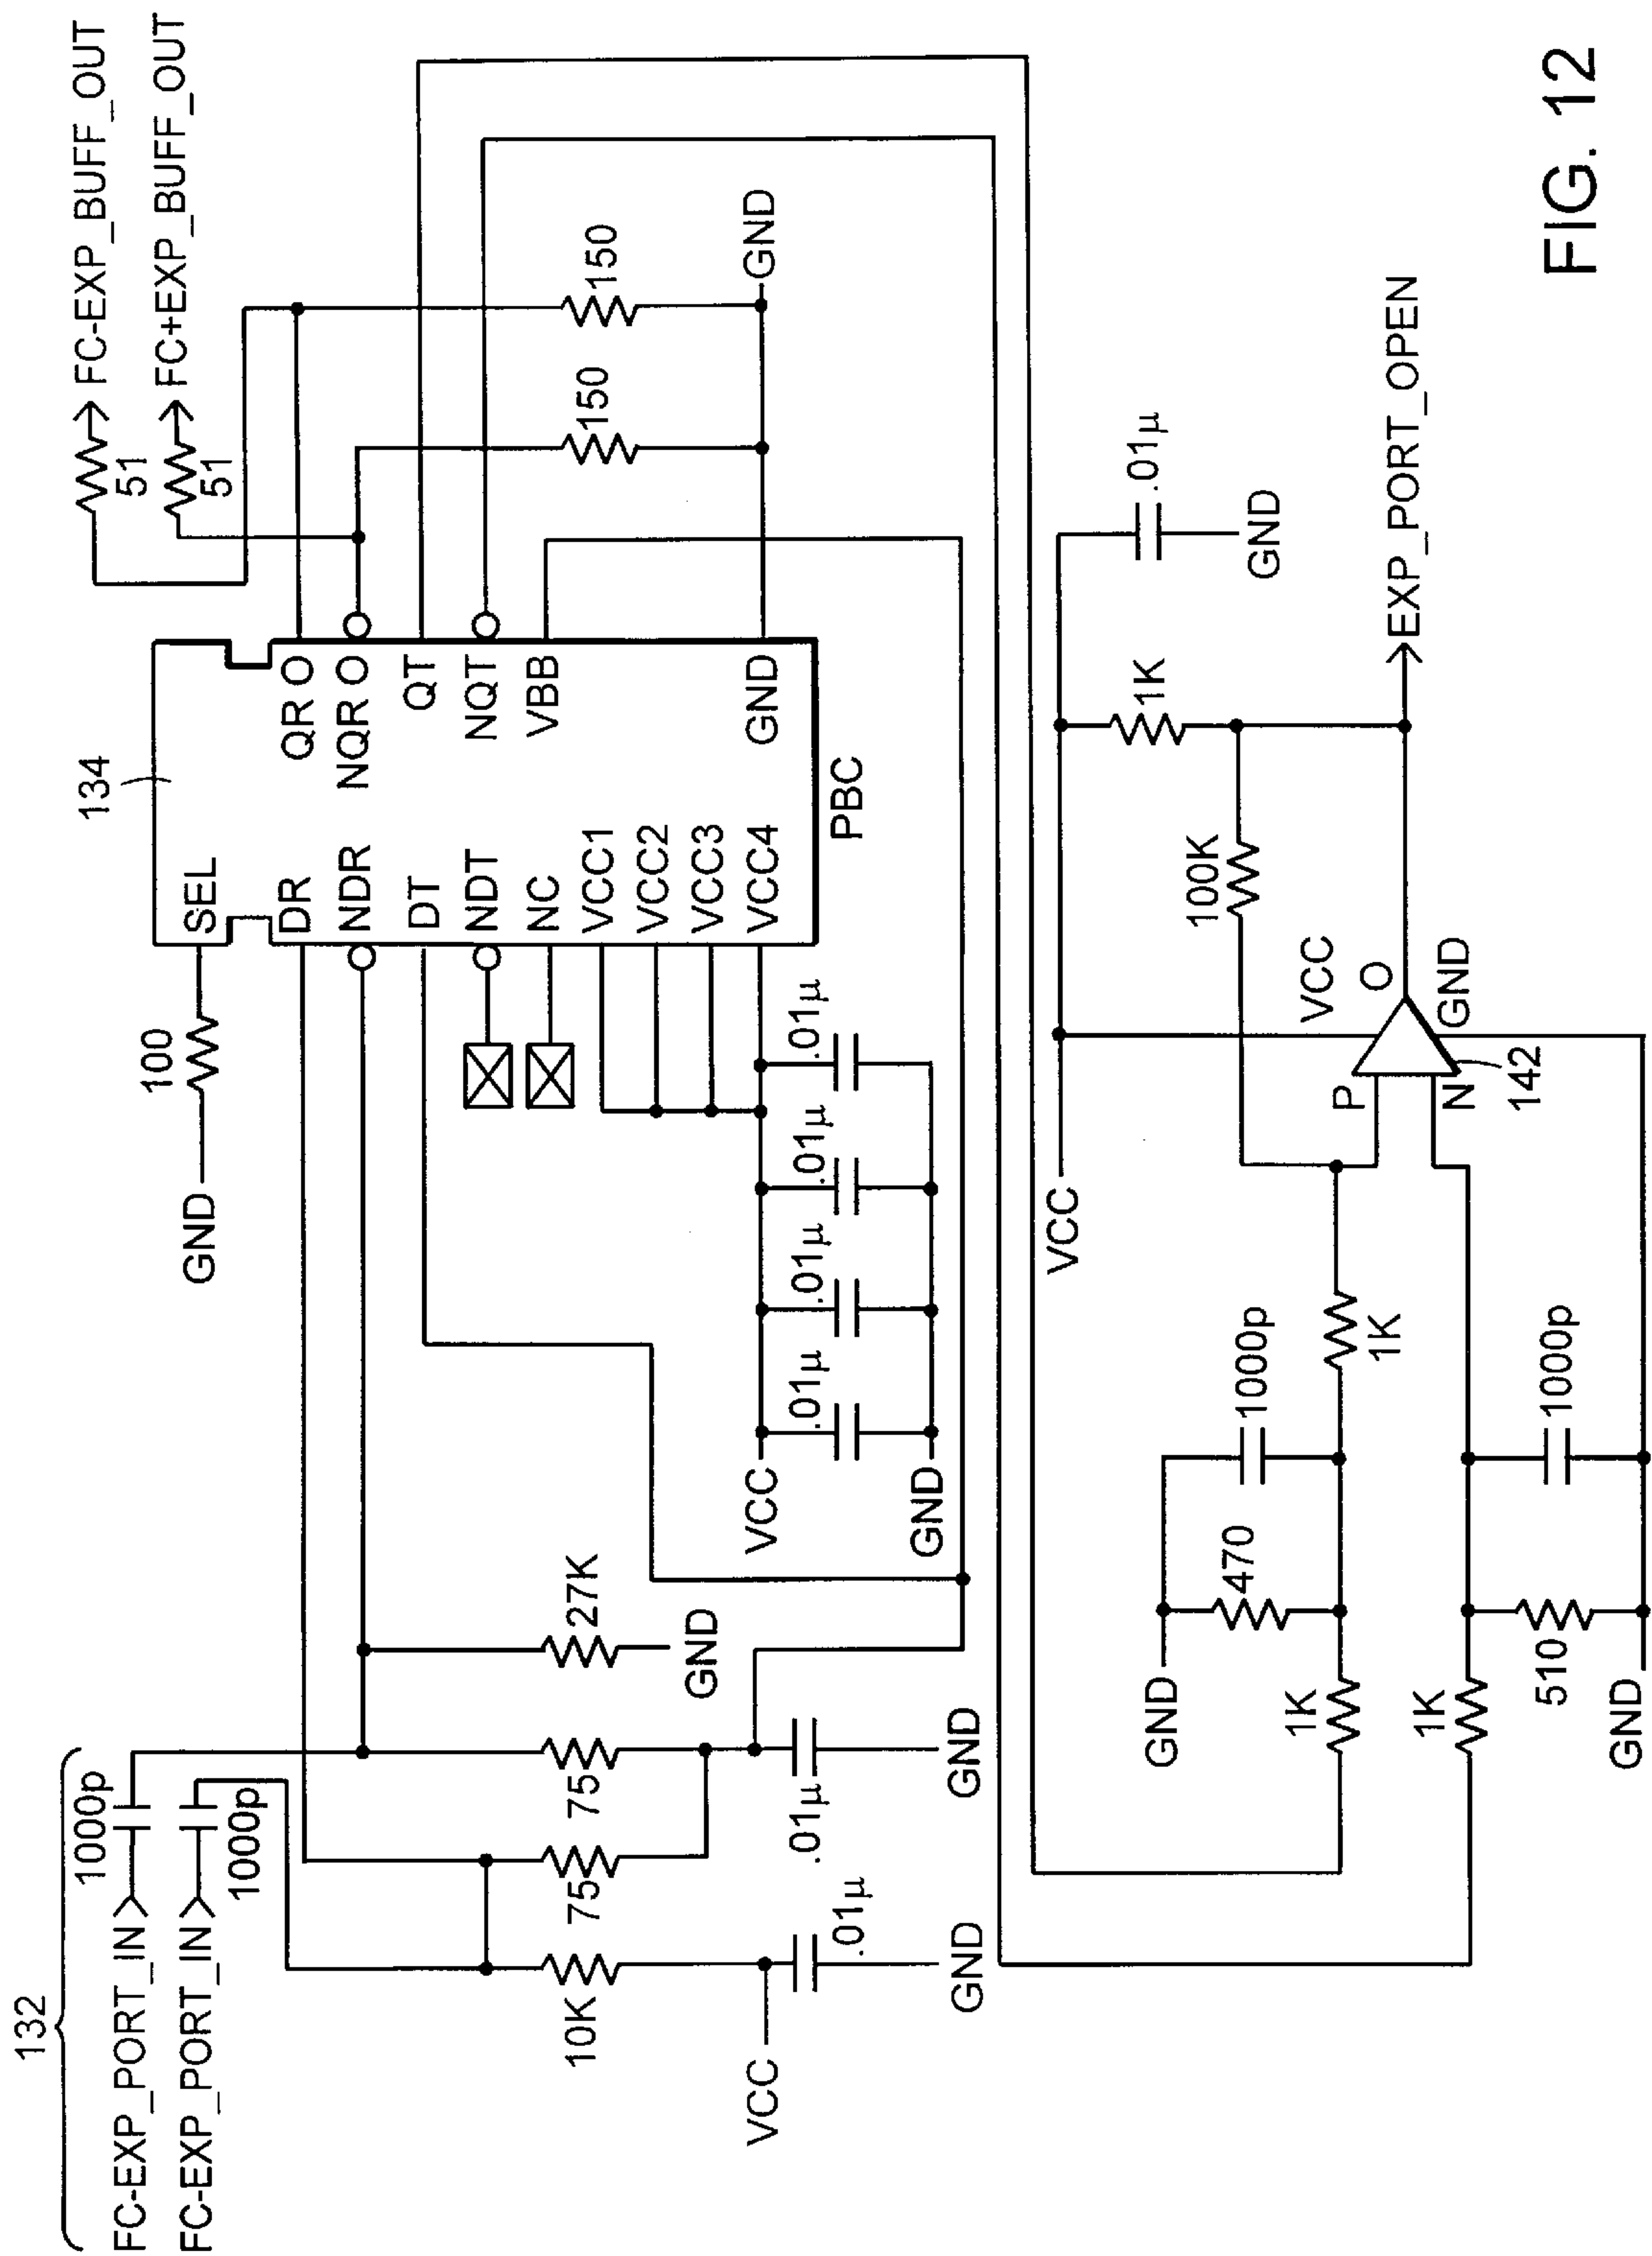 132
FC-EXP_PORT_IN
1000p
FC-EXP_PORT_IN
1000p
10K
75
75
27K
VCC
.01µ
GND
.01µ
GND
GND
GND
100
134
SEL
DR
NDR
DT
NDT
NC
VCC1
VCC2
VCC3
VCC4
QR O
NQR O
QT
NQT
VBB
GND
PBC
VCC
.01µ
.01µ
.01µ
.01µ
GND
51
FC-EXP_BUFF_OUT
51
FC+EXP_BUFF_OUT
150
150
GND
GND
470
1000p
1K
1K
1K
510
1000p
GND
VCC
100K
1K
.01µ
GND
P
N
VCC
O
GND
142
EXP_PORT_OPEN
FIG. 12